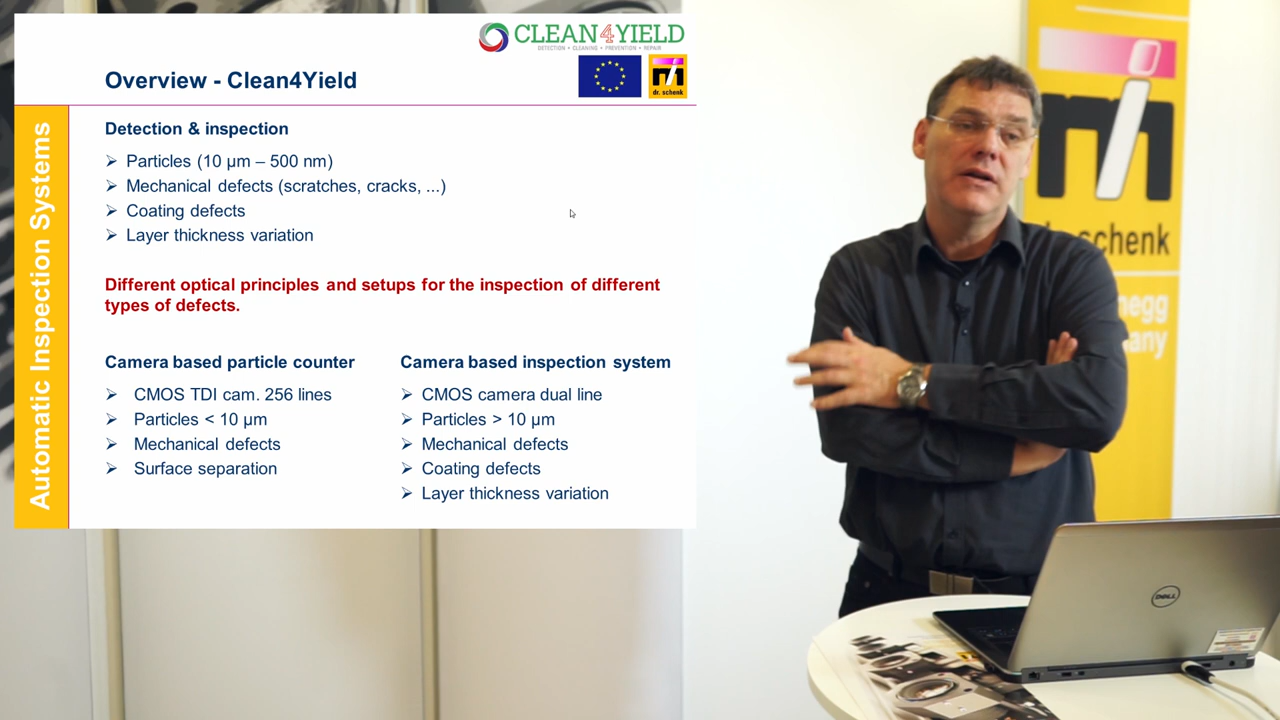 CLEAN4YIELD
DETECTION • CLEANING • PREVENTION • REPAIR
Overview - Clean4Yield
dr. schenk
Automatic Inspection Systems
Detection & inspection
Particles (10 µm – 500 nm)
Mechanical defects (scratches, cracks, ...)
Coating defects
Layer thickness variation
Different optical principles and setups for the inspection of different
types of defects.
Camera based particle counter
CMOS TDI cam. 256 lines
Particles < 10 µm
Mechanical defects
Surface separation
Camera based inspection system
CMOS camera dual line
Particles > 10 µm
Mechanical defects
Coating defects
Layer thickness variation
schenk
negg
any
DELL